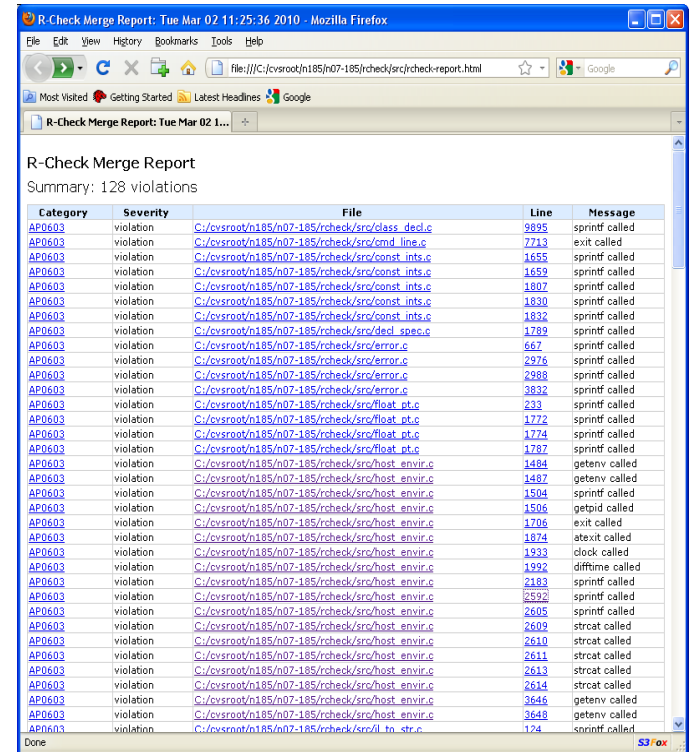 R-Check Merge Report: Tue Mar 02 11:25:36 2010 - Mozilla Firefox
File Edit View History Bookmarks Tools Help
file:///C:/cvsroot/n185/n07-185/rcheck/src/rcheck-report.html Google
Most Visited Getting Started Latest Headlines Google
R-Check Merge Report: Tue Mar 02 1...
R-Check Merge Report
Summary: 128 violations
Category Severity File Line Message
AP0603 violation C:/cvsroot/n185/n07-185/rcheck/src/class_decl.c 9895 sprintf called
AP0603 violation C:/cvsroot/n185/n07-185/rcheck/src/cmd_line.c 7713 exit called
AP0603 violation C:/cvsroot/n185/n07-185/rcheck/src/const_ints.c 1655 sprintf called
AP0603 violation C:/cvsroot/n185/n07-185/rcheck/src/const_ints.c 1659 sprintf called
AP0603 violation C:/cvsroot/n185/n07-185/rcheck/src/const_ints.c 1807 sprintf called
AP0603 violation C:/cvsroot/n185/n07-185/rcheck/src/const_ints.c 1830 sprintf called
AP0603 violation C:/cvsroot/n185/n07-185/rcheck/src/const_ints.c 1832 sprintf called
AP0603 violation C:/cvsroot/n185/n07-185/rcheck/src/decl_spec.c 1789 sprintf called
AP0603 violation C:/cvsroot/n185/n07-185/rcheck/src/error.c 667 sprintf called
AP0603 violation C:/cvsroot/n185/n07-185/rcheck/src/error.c 2976 sprintf called
AP0603 violation C:/cvsroot/n185/n07-185/rcheck/src/error.c 2988 sprintf called
AP0603 violation C:/cvsroot/n185/n07-185/rcheck/src/error.c 3832 sprintf called
AP0603 violation C:/cvsroot/n185/n07-185/rcheck/src/float_pt.c 233 sprintf called
AP0603 violation C:/cvsroot/n185/n07-185/rcheck/src/float_pt.c 1772 sprintf called
AP0603 violation C:/cvsroot/n185/n07-185/rcheck/src/float_pt.c 1774 sprintf called
AP0603 violation C:/cvsroot/n185/n07-185/rcheck/src/float_pt.c 1787 sprintf called
AP0603 violation C:/cvsroot/n185/n07-185/rcheck/src/host_envir.c 1484 getenv called
AP0603 violation C:/cvsroot/n185/n07-185/rcheck/src/host_envir.c 1487 getenv called
AP0603 violation C:/cvsroot/n185/n07-185/rcheck/src/host_envir.c 1504 sprintf called
AP0603 violation C:/cvsroot/n185/n07-185/rcheck/src/host_envir.c 1506 getpid called
AP0603 violation C:/cvsroot/n185/n07-185/rcheck/src/host_envir.c 1706 exit called
AP0603 violation C:/cvsroot/n185/n07-185/rcheck/src/host_envir.c 1874 atexit called
AP0603 violation C:/cvsroot/n185/n07-185/rcheck/src/host_envir.c 1933 clock called
AP0603 violation C:/cvsroot/n185/n07-185/rcheck/src/host_envir.c 1992 difftime called
AP0603 violation C:/cvsroot/n185/n07-185/rcheck/src/host_envir.c 2183 sprintf called
AP0603 violation C:/cvsroot/n185/n07-185/rcheck/src/host_envir.c 2592 sprintf called
AP0603 violation C:/cvsroot/n185/n07-185/rcheck/src/host_envir.c 2605 sprintf called
AP0603 violation C:/cvsroot/n185/n07-185/rcheck/src/host_envir.c 2609 strcat called
AP0603 violation C:/cvsroot/n185/n07-185/rcheck/src/host_envir.c 2610 strcat called
AP0603 violation C:/cvsroot/n185/n07-185/rcheck/src/host_envir.c 2611 strcat called
AP0603 violation C:/cvsroot/n185/n07-185/rcheck/src/host_envir.c 2613 strcat called
AP0603 violation C:/cvsroot/n185/n07-185/rcheck/src/host_envir.c 2614 strcat called
AP0603 violation C:/cvsroot/n185/n07-185/rcheck/src/host_envir.c 3646 getenv called
AP0603 violation C:/cvsroot/n185/n07-185/rcheck/src/host_envir.c 3648 getenv called
AP0603 violation C:/cvsroot/n185/n07-185/rcheck/src/il_to_str.c 124 sprintf called
Done S3Fox